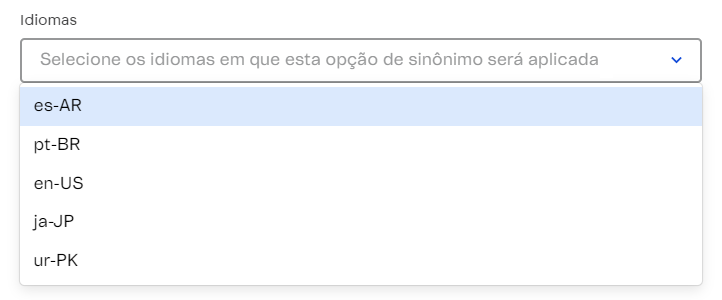 Idiomas
Selecione os idiomas em que esta opção de sinônimo será aplicada
es-AR
pt-BR
en-US
ja-JP
ur-PK